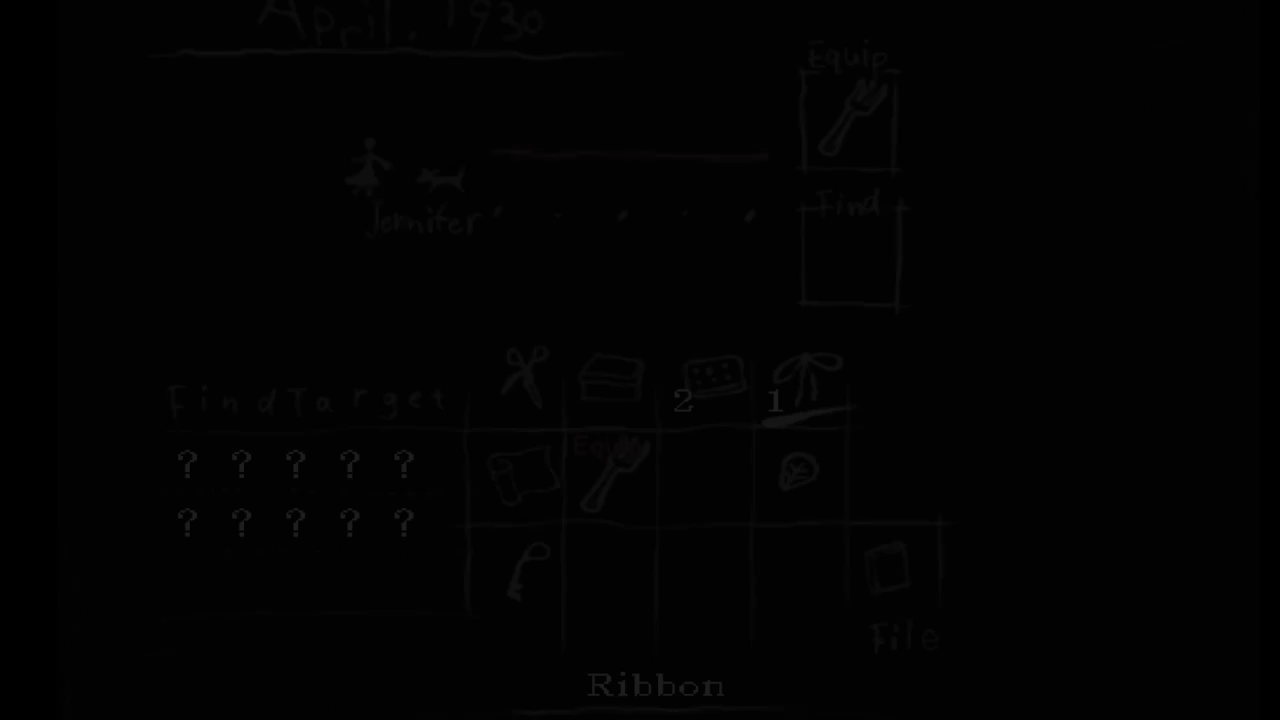 April. 1930
Equip
Find
Jennifer
FindTarget
2 1
Equip
? ? ? ? ?
? ? ? ? ?
File
Ribbon